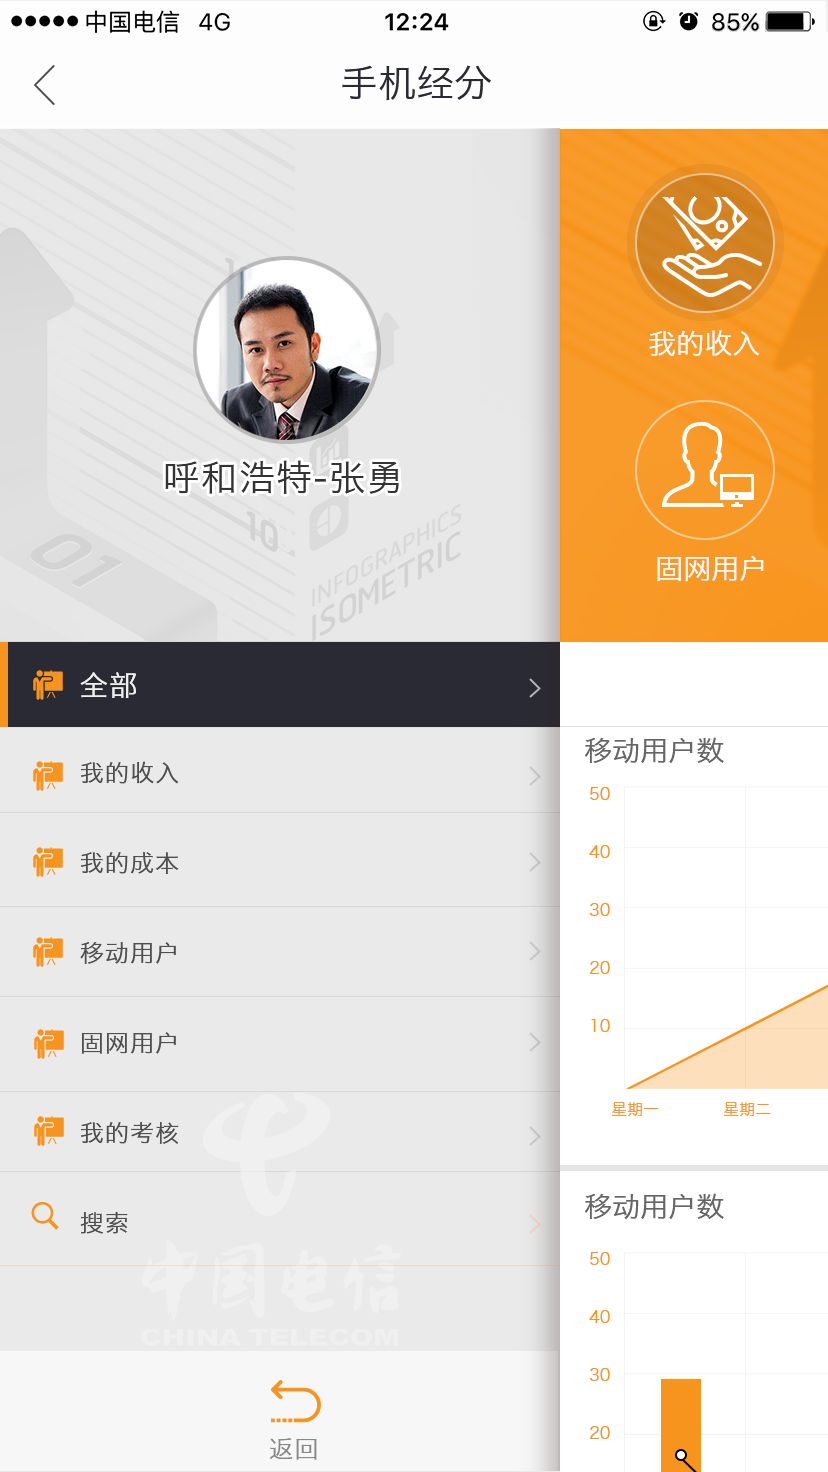 中国电信 4G 12:24 85%
手机经分
呼和浩特-张勇
10
01
INFOGRAPHICS
ISOMETRIC
全部
我的收入
我的成本
移动用户
固网用户
我的考核
搜索
中国电信
CHINA TELECOM
返回
我的收入
固网用户
移动用户数
50
40
30
20
10
星期一 星期二
移动用户数
50
40
30
20